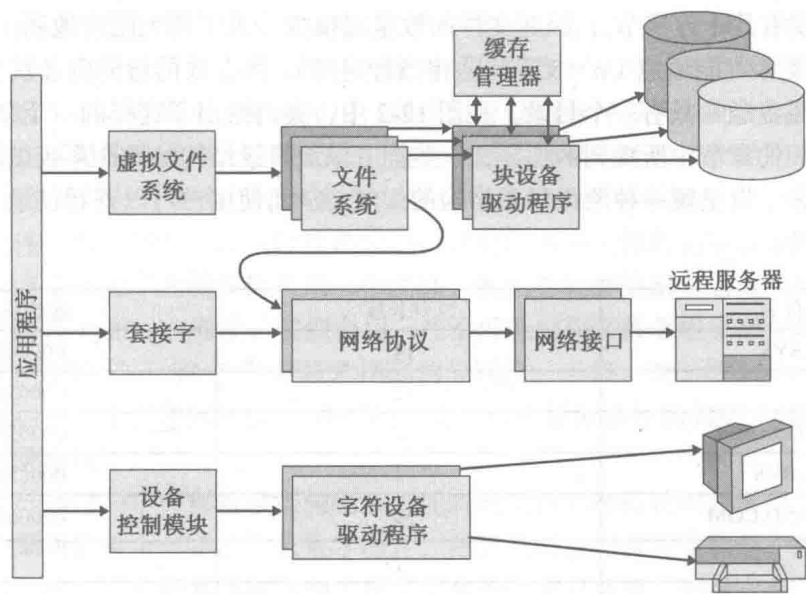 缓存
管理器
虚拟文件
系统
文件
系统
块设备
驱动程序
应用程序
套接字
网络协议
网络接口
远程服务器
设备
控制模块
字符设备
驱动程序